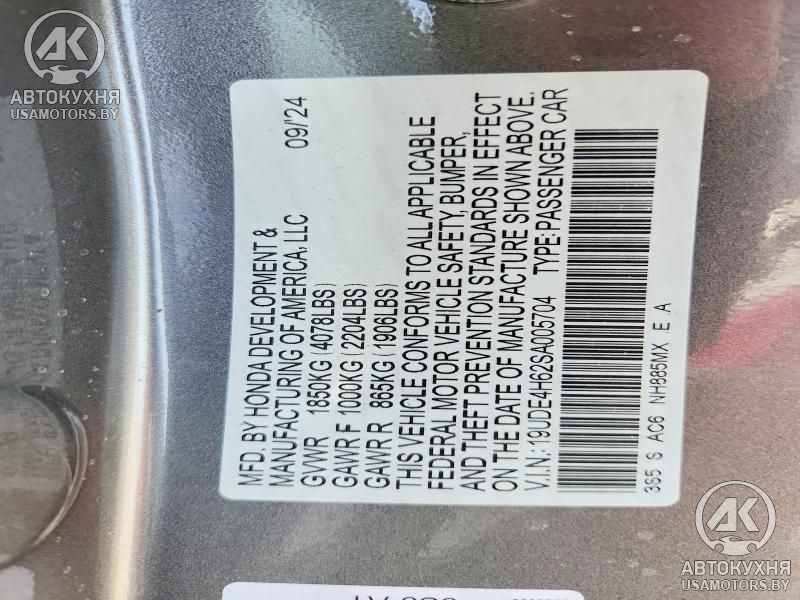 АК
АВТОКУХНЯ
USAMOTORS.BY
MFD. BY HONDA DEVELOPMENT &
MANUFACTURING OF AMERICA, LLC 09/'24
GVWR 1850KG (4078LBS)
GAWR F 1000KG (2204LBS)
GAWR R 865KG (1906LBS)
THIS VEHICLE CONFORMS TO ALL APPLICABLE
FEDERAL MOTOR VEHICLE SAFETY, BUMPER,
AND THEFT PREVENTION STANDARDS IN EFFECT
ON THE DATE OF MANUFACTURE SHOWN ABOVE.
V.I.N.: 19UDE4H62SA005704 TYPE: PASSENGER CAR
3S5 S AC6 NH885MX E A
АК
АВТОКУХНЯ
USAMOTORS.BY